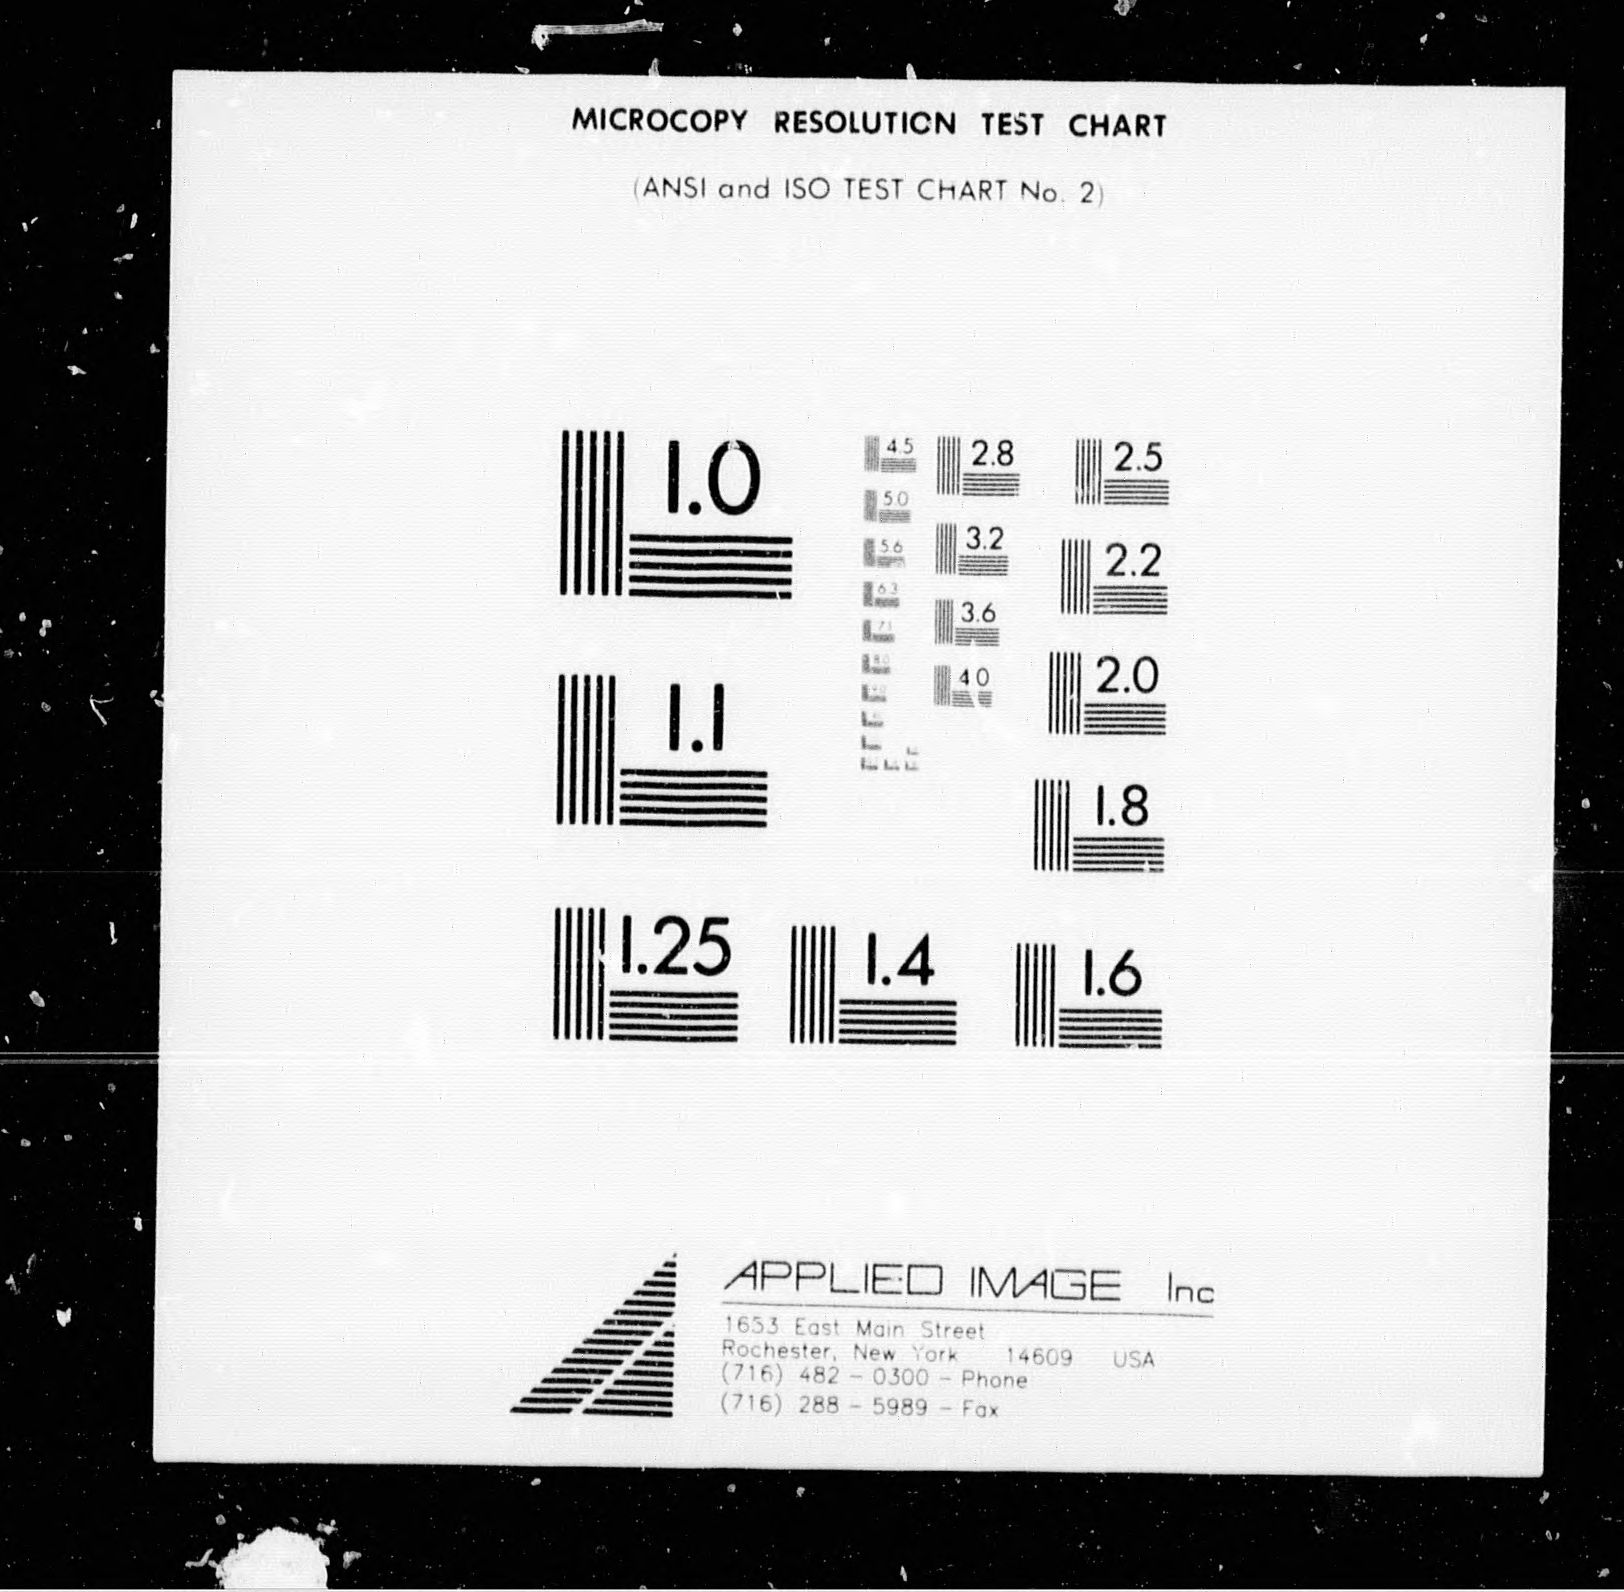 MICROCOPY RESOLUTION TEST CHART
(ANSI and ISO TEST CHART No. 2)
1.0
4.5
2.8
2.5
5.0
3.2
2.2
5.6
6.3
3.6
7.1
2.0
8.0
4.0
1.1
1.8
1.25
1.4
1.6
APPLIED IMAGE Inc
1653 East Main Street
Rochester, New York 14609 USA
(716) 482 - 0300 - Phone
(716) 288 - 5989 - Fax